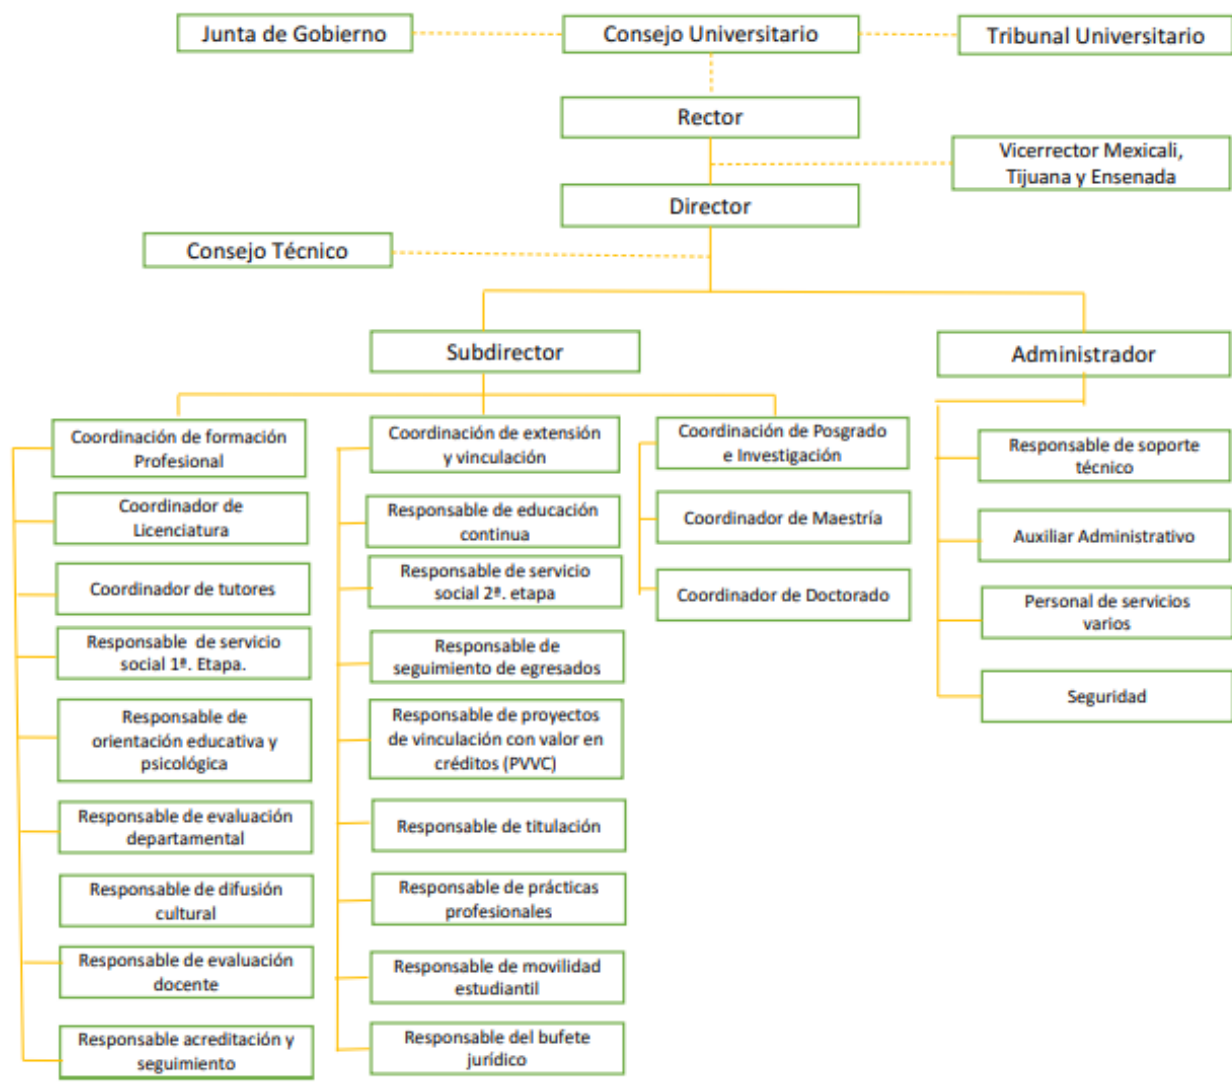 Junta de Gobierno
Consejo Universitario
Tribunal Universitario
Rector
Vicerrector Mexicali,
Tijuana y Ensenada
Director
Consejo Técnico
Subdirector
Administrador
Coordinación de formación
Profesional
Coordinador de
Licenciatura
Coordinador de tutores
Responsable de servicio
social 1ª. Etapa.
Responsable de
orientación educativa y
psicológica
Responsable de evaluación
departamental
Responsable de difusión
cultural
Responsable de evaluación
docente
Responsable acreditación y
seguimiento
Coordinación de extensión
y vinculación
Responsable de educación
continua
Responsable de servicio
social 2ª. etapa
Responsable de
seguimiento de egresados
Responsable de proyectos
de vinculación con valor en
créditos (PVVC)
Responsable de titulación
Responsable de prácticas
profesionales
Responsable de movilidad
estudiantil
Responsable del bufete
jurídico
Coordinación de Posgrado
e Investigación
Coordinador de Maestría
Coordinador de Doctorado
Responsable de soporte
técnico
Auxiliar Administrativo
Personal de servicios
varios
Seguridad